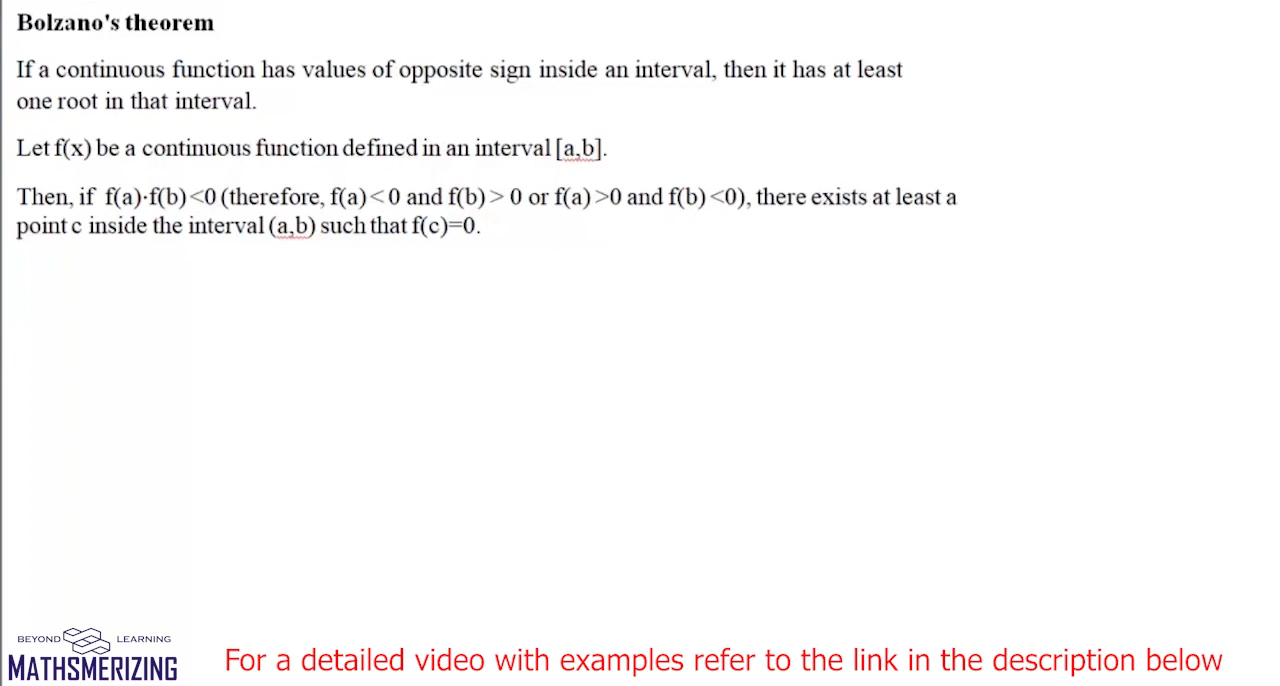 Bolzano's theorem
If a continuous function has values of opposite sign inside an interval, then it has at least
one root in that interval.
Let f(x) be a continuous function defined in an interval [a,b].
Then, if f(a)·f(b)<0 (therefore, f(a)<0 and f(b)> 0 or f(a) >0 and f(b) <0), there exists at least a
point c inside the interval (a,b) such that f(c)=0.
BEYOND LEARNING
MATHSMERIZING
For a detailed video with examples refer to the link in the description below